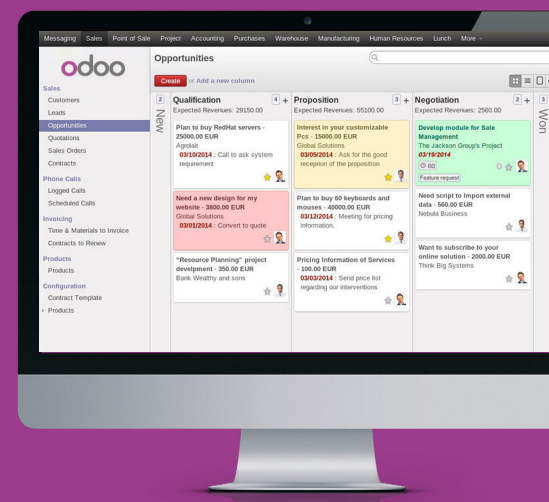 Messaging Sales Point of Sale Project Accounting Purchases Warehouse Manufacturing Human Resources Lunch More
odoo
Opportunities
Create or Add a new column
Sales
Customers
Leads
Opportunities
Quotations
Sales Orders
Contracts
Phone Calls
Logged Calls
Scheduled Calls
Invoicing
Time & Materials to Invoice
Contracts to Renew
Products
Products
Configuration
Contract Template
Products
2
New
Qualification 4 +
Expected Revenues: 29150.00
Plan to buy RedHat servers -
25000.00 EUR
Agrolait
03/10/2014 : Call to ask system
requirement
Need a new design for my
website - 3800.00 EUR
Global Solutions
03/01/2014 : Convert to quote
"Resource Planning" project
develpment - 350.00 EUR
Bank Wealthy and sons
Proposition 3 +
Expected Revenues: 55100.00
Interest in your customizable
Pcs - 15000.00 EUR
Global Solutions
03/05/2014 : Ask for the good
receprion of the proposition
Plan to buy 60 keyboards and
mouses - 40000.00 EUR
03/12/2014 : Meeting for pricing
information.
Pricing Information of Services
- 100.00 EUR
03/03/2014 : Send price list
regarding our interventions
Negotiation 2 +
Expected Revenues: 2560.00
Develop module for Sale
Management
The Jackson Group's Project
03/19/2014
60
Feature request
Need script to Import external
data - 560.00 EUR
Nebula Business
Want to subscribe to your
online solution - 2000.00 EUR
Think Big Systems
3
Won